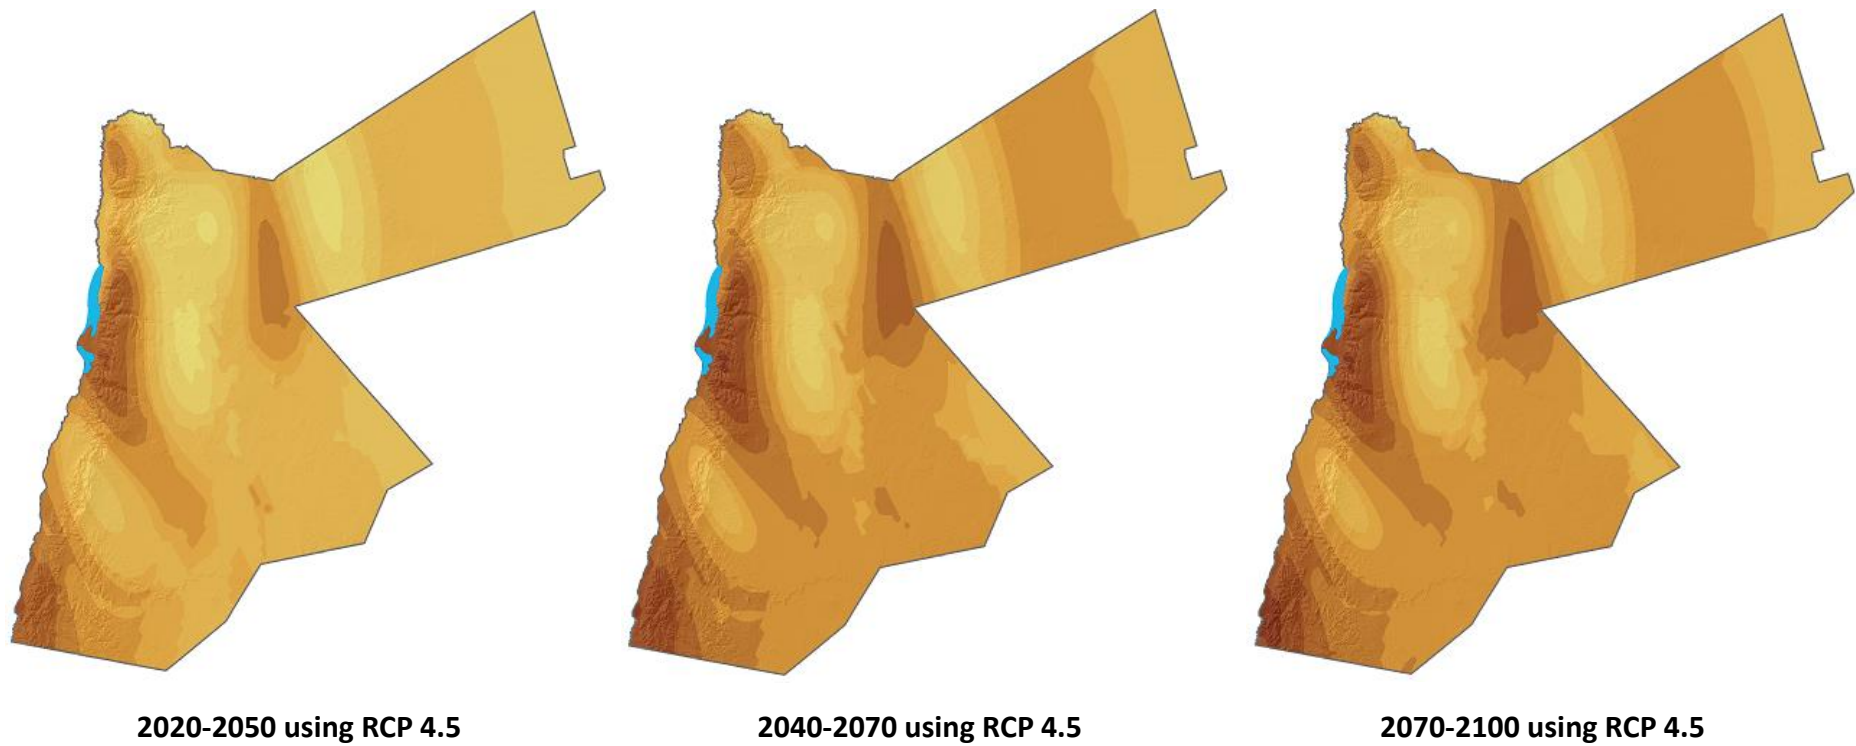 2020-2050 using RCP 4.5
2040-2070 using RCP 4.5
2070-2100 using RCP 4.5